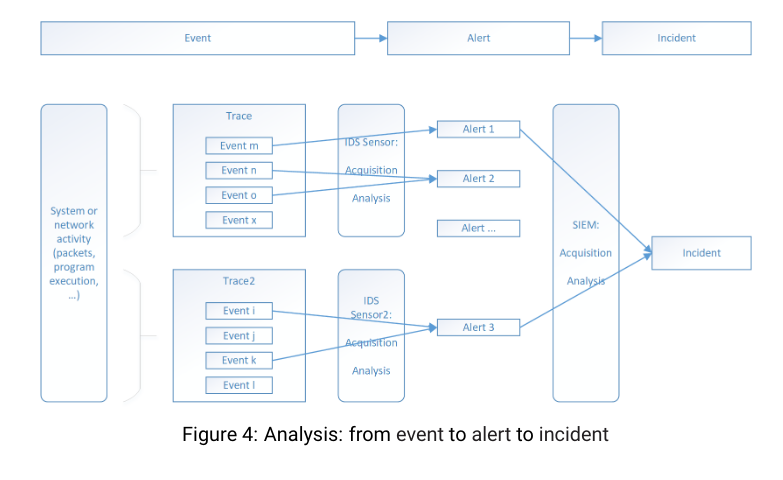 Event
Alert
Incident
System or
network
activity
(packets,
program
execution,
...)
Trace
Event m
Event n
Event o
Event x
IDS Sensor:
Acquisition
Analysis
Alert 1
Alert 2
Alert ...
Trace2
Event i
Event j
Event k
Event l
IDS
Sensor2:
Acquisition
Analysis
Alert 3
SIEM:
Acquisition
Analysis
Incident
Figure 4: Analysis: from event to alert to incident